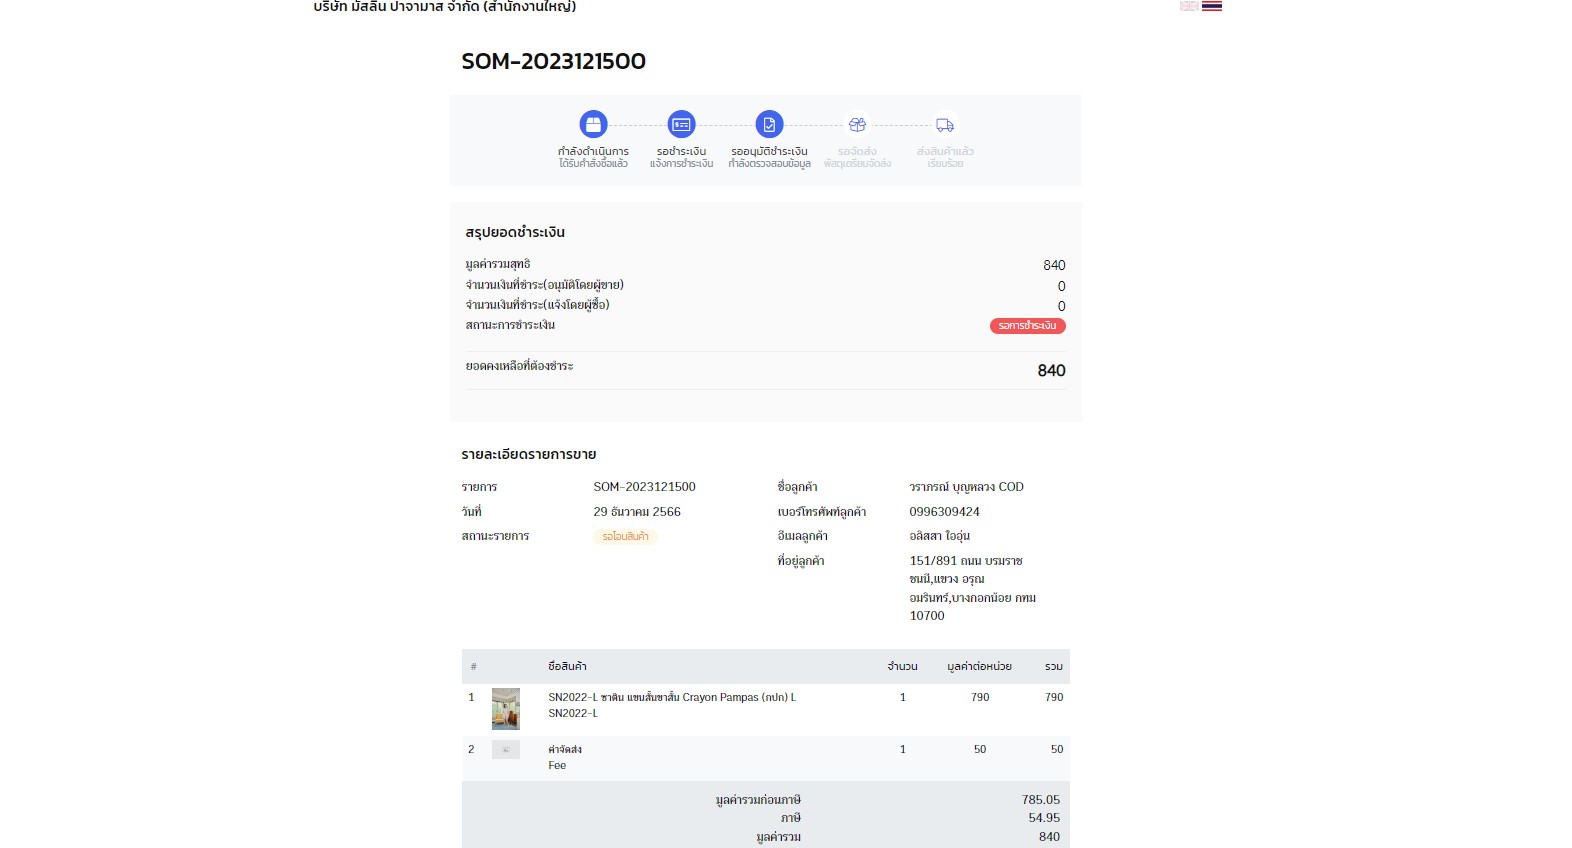 บริษัท มัสลิน ปาจามาส จำกัด (สำนักงานใหญ่)
SOM-2023121500
กำลังดำเนินการ
ได้รับคำสั่งซื้อแล้ว
รอชำระเงิน
แจ้งการชำระเงิน
รออนุมัติชำระเงิน
กำลังตรวจสอบข้อมูล
รอจัดส่ง
พัสดุเตรียมจัดส่ง
ส่งสินค้าแล้ว
เรียบร้อย
สรุปยอดชำระเงิน
มูลค่ารวมสุทธิ 840
จำนวนเงินที่ชำระ(อนุมัติโดยผู้ขาย) 0
จำนวนเงินที่ชำระ(แจ้งโดยผู้ซื้อ) 0
สถานะการชำระเงิน รอการชำระเงิน
ยอดคงเหลือที่ต้องชำระ 840
รายละเอียดรายการขาย
รายการ SOM-2023121500
วันที่ 29 ธันวาคม 2566
สถานะรายการ รอโอนสินค้า
ชื่อลูกค้า วราภรณ์ บุญหลวง COD
เบอร์โทรศัพท์ลูกค้า 0996309424
อีเมลลูกค้า อลิสสา ใออุ่น
ที่อยู่ลูกค้า 151/891 ถนน บรมราช
ชนนี,แขวง อรุณ
อมรินทร์,บางกอกน้อย กทม
10700
# ชื่อสินค้า จำนวน มูลค่าต่อหน่วย รวม
1 SN2022-L ซาติน แขนสั้นขาสั้น Crayon Pampas (กปก) L 1 790 790
SN2022-L
2 ค่าจัดส่ง 1 50 50
Fee
มูลค่ารวมก่อนภาษี 785.05
ภาษี 54.95
มูลค่ารวม 840